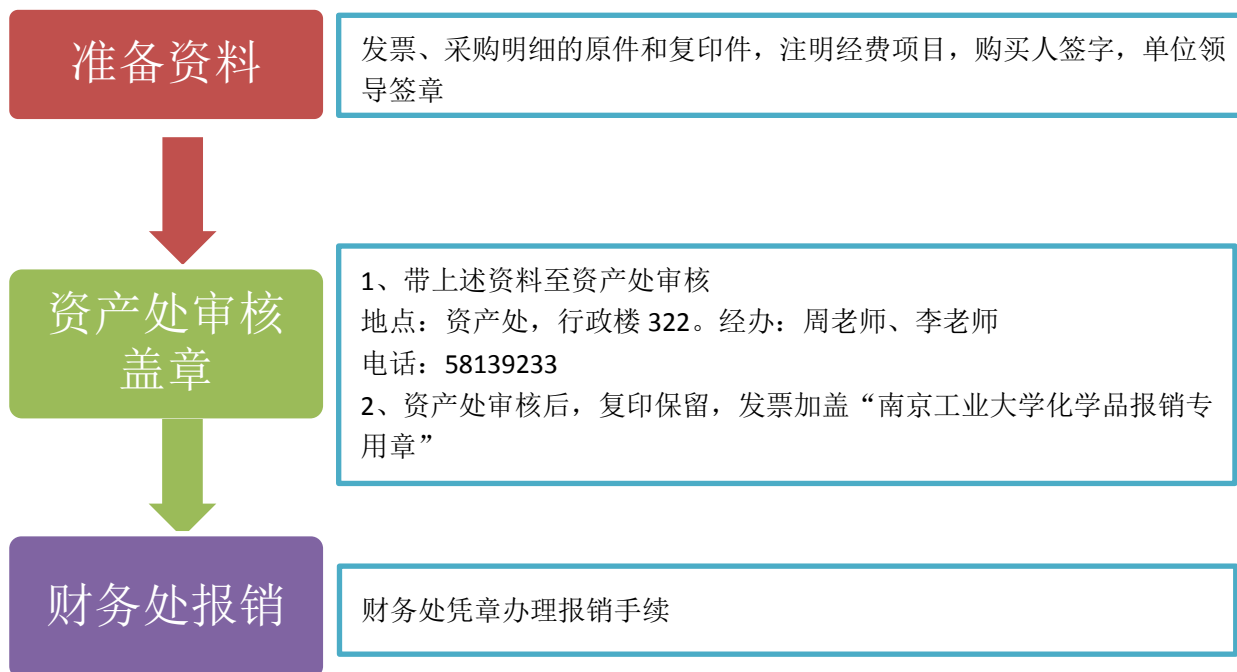 准备资料
发票、采购明细的原件和复印件，注明经费项目，购买人签字，单位领
导签章
资产处审核
盖章
1、带上述资料至资产处审核
地点：资产处，行政楼 322。经办：周老师、李老师
电话：58139233
2、资产处审核后，复印保留，发票加盖“南京工业大学化学品报销专
用章”
财务处报销
财务处凭章办理报销手续